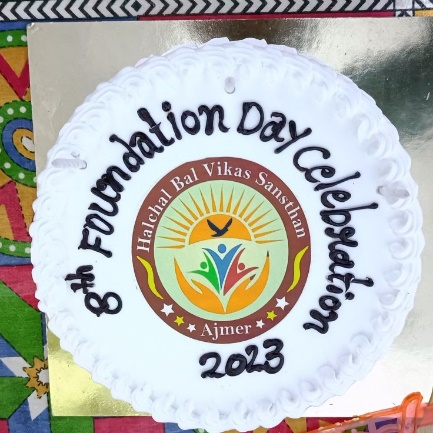 8th Foundation Day Celebration
Halchal Bal Vikas Sansthan
Ajmer
2023